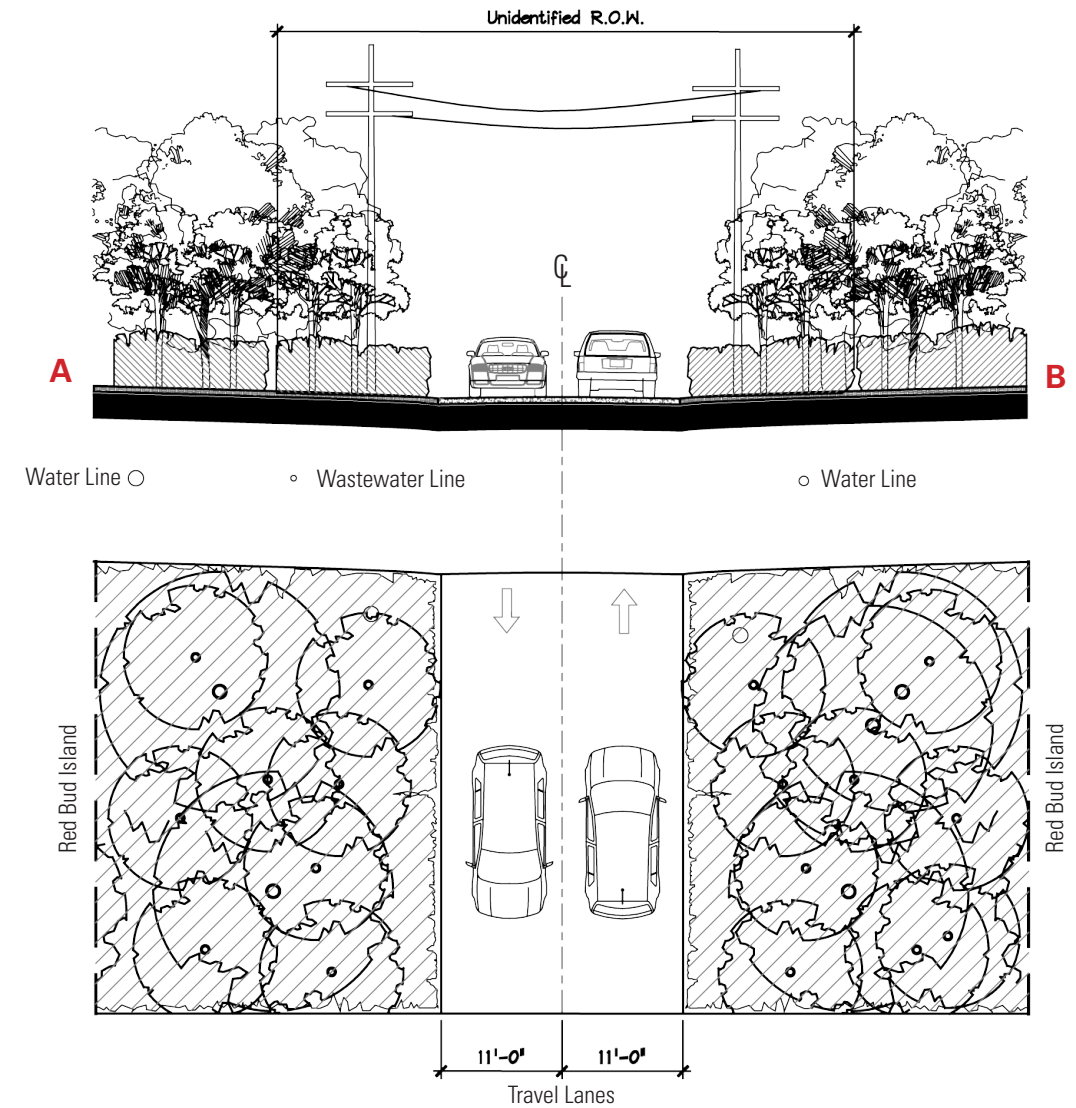 Unidentified R.O.W.
℄
A
B
Water Line
Wastewater Line
Water Line
Red Bud Island
Red Bud Island
11'-0"
11'-0"
Travel Lanes